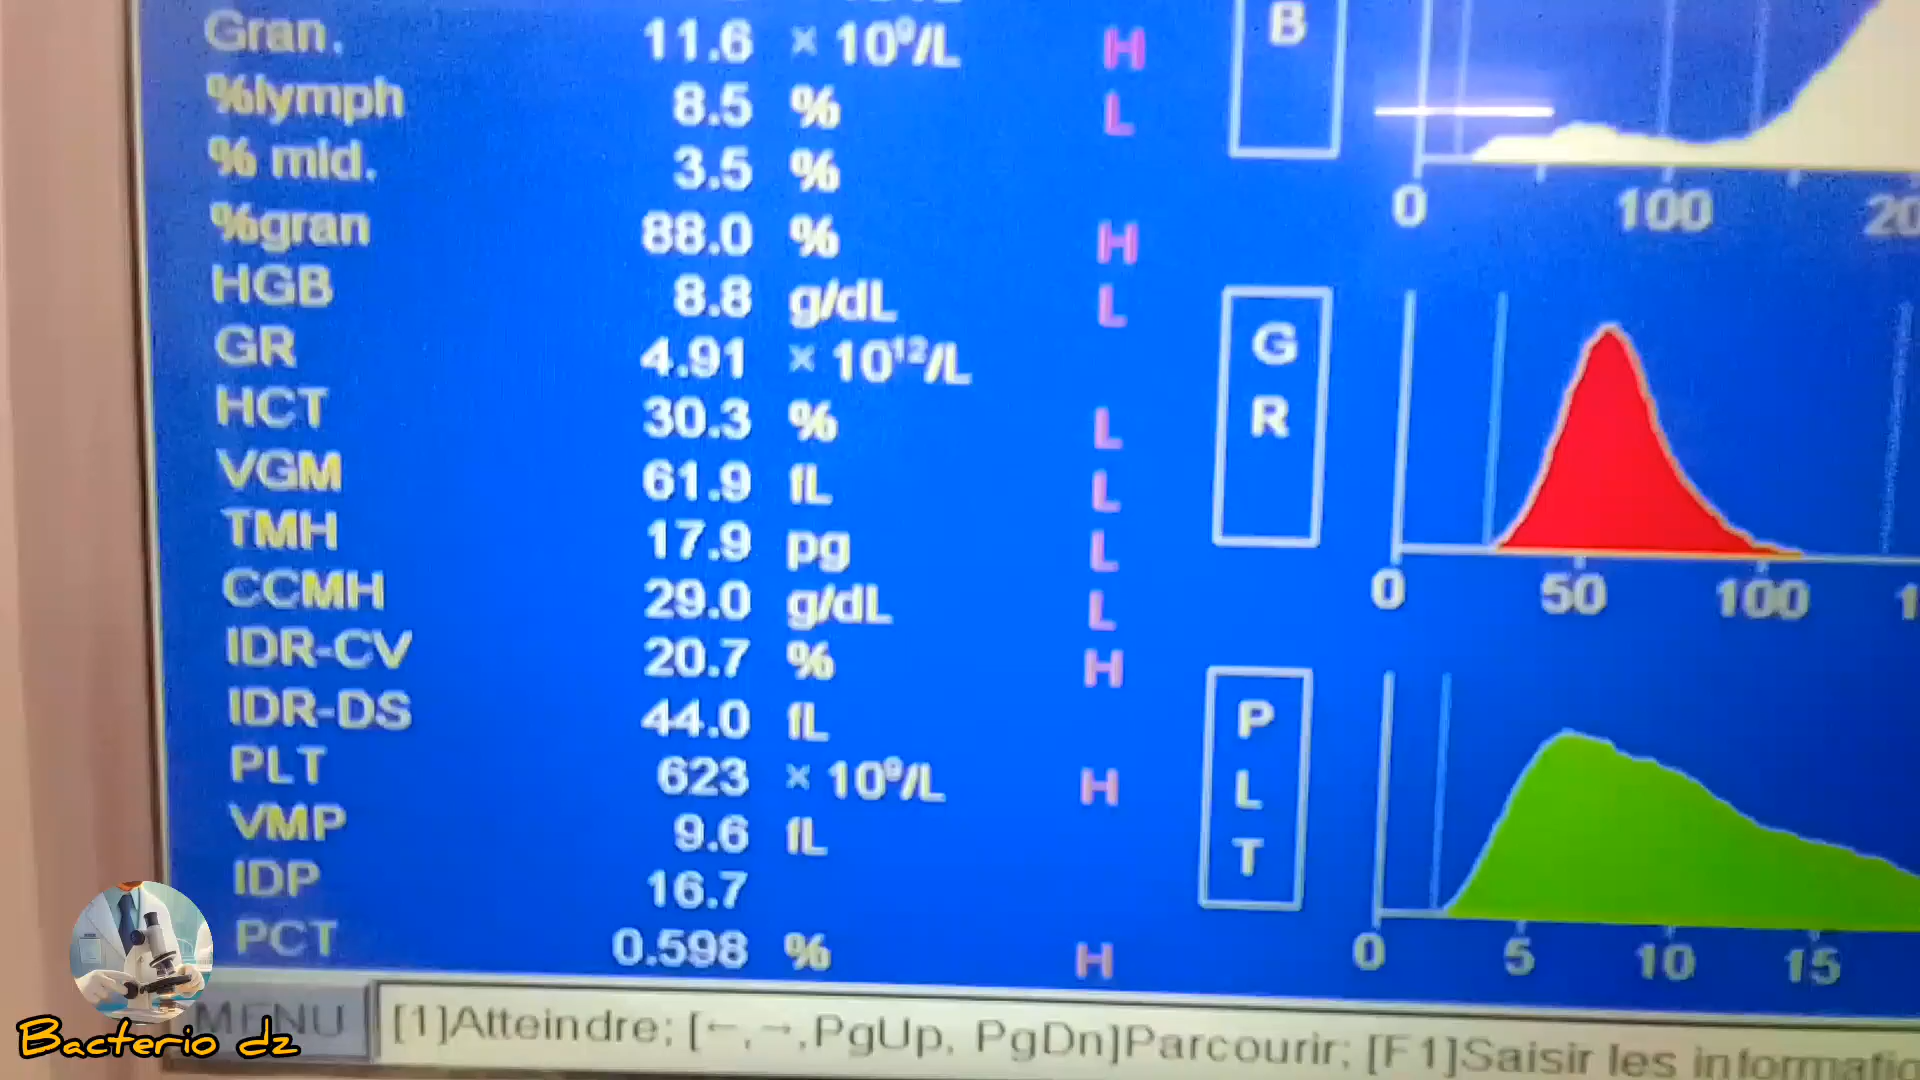 Gran. 11.6 × 10⁹/L H
%lymph 8.5 % L
% mid. 3.5 %
%gran 88.0 % H
HGB 8.8 g/dL L
GR 4.91 × 10¹²/L
HCT 30.3 % L
VGM 61.9 fL L
TMH 17.9 pg L
CCMH 29.0 g/dL L
IDR-CV 20.7 % H
IDR-DS 44.0 fL
PLT 623 × 10⁹/L H
VMP 9.6 fL
IDP 16.7
PCT 0.598 % H
B
0 100 20
G
R
0 50 100 1
P
L
T
0 5 10 15
MENU [1]Atteindre; [←,→,PgUp, PgDn]Parcourir; [F1]Saisir les informatio
Bacterio dz